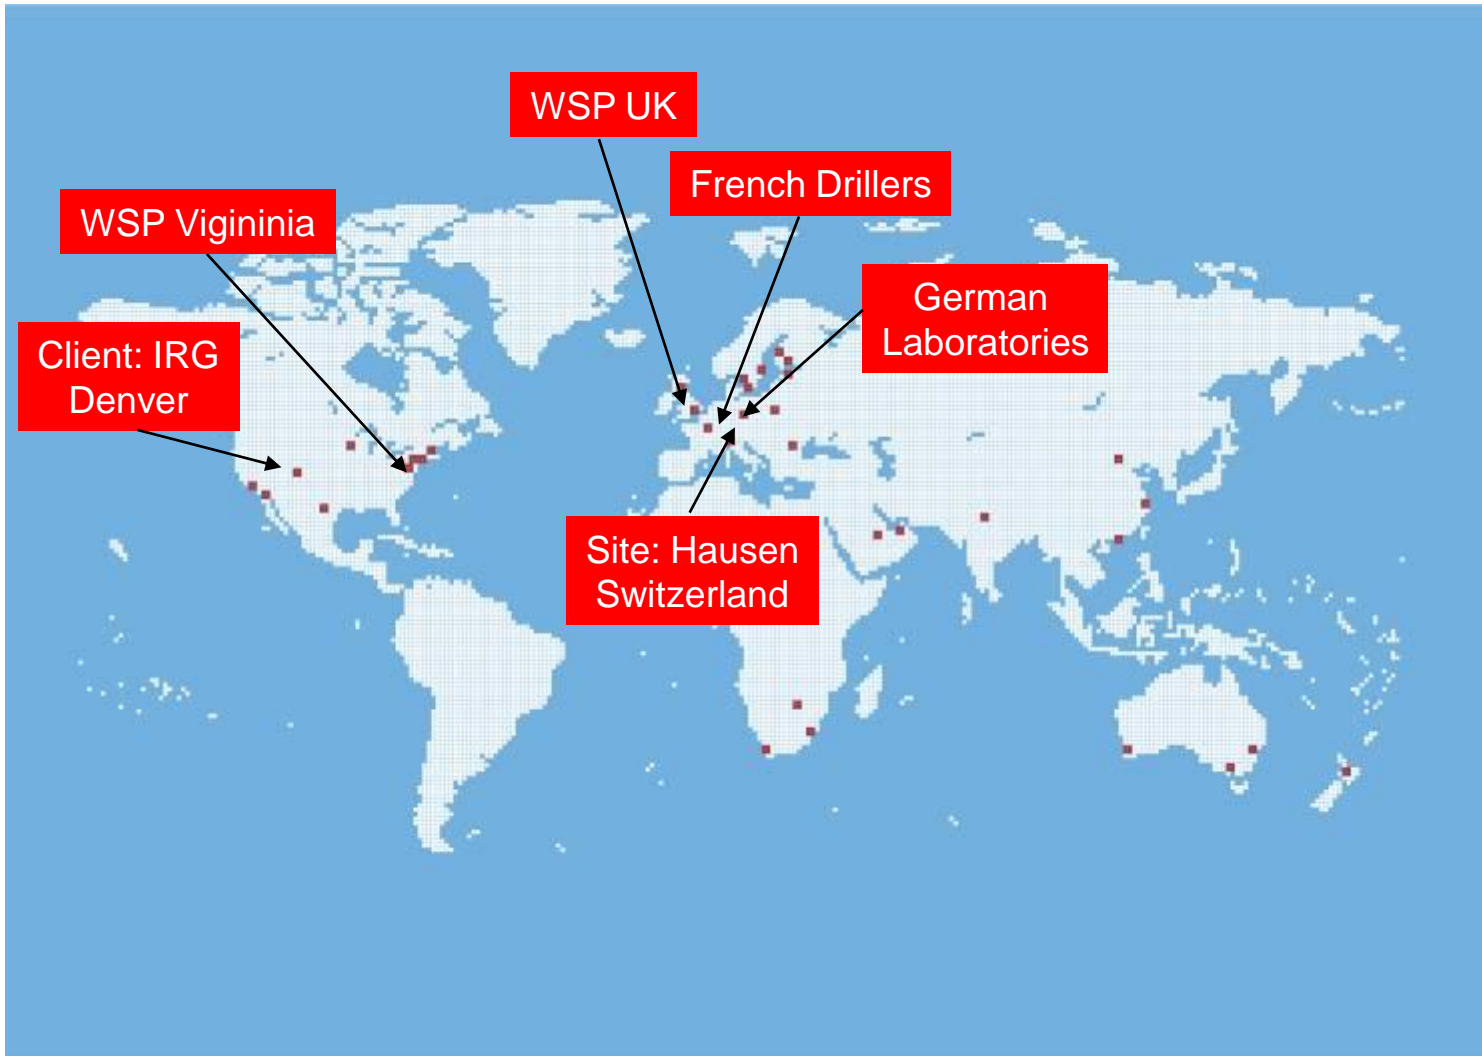 WSP UK
French Drillers
WSP Vigininia
German
Laboratories
Client: IRG
Denver
Site: Hausen
Switzerland